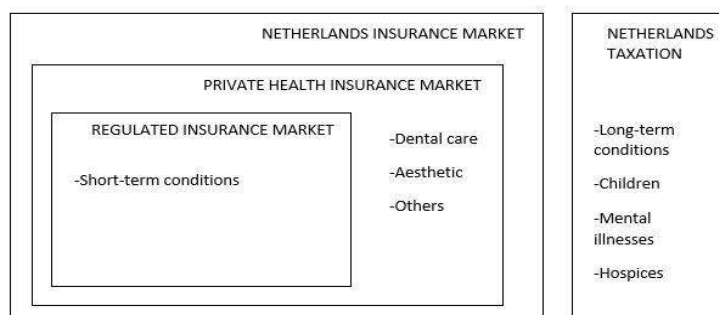 NETHERLANDS INSURANCE MARKET
PRIVATE HEALTH INSURANCE MARKET
REGULATED INSURANCE MARKET
-Short-term conditions
-Dental care
-Aesthetic
-Others
NETHERLANDS
TAXATION
-Long-term
conditions
-Children
-Mental
illnesses
-Hospices